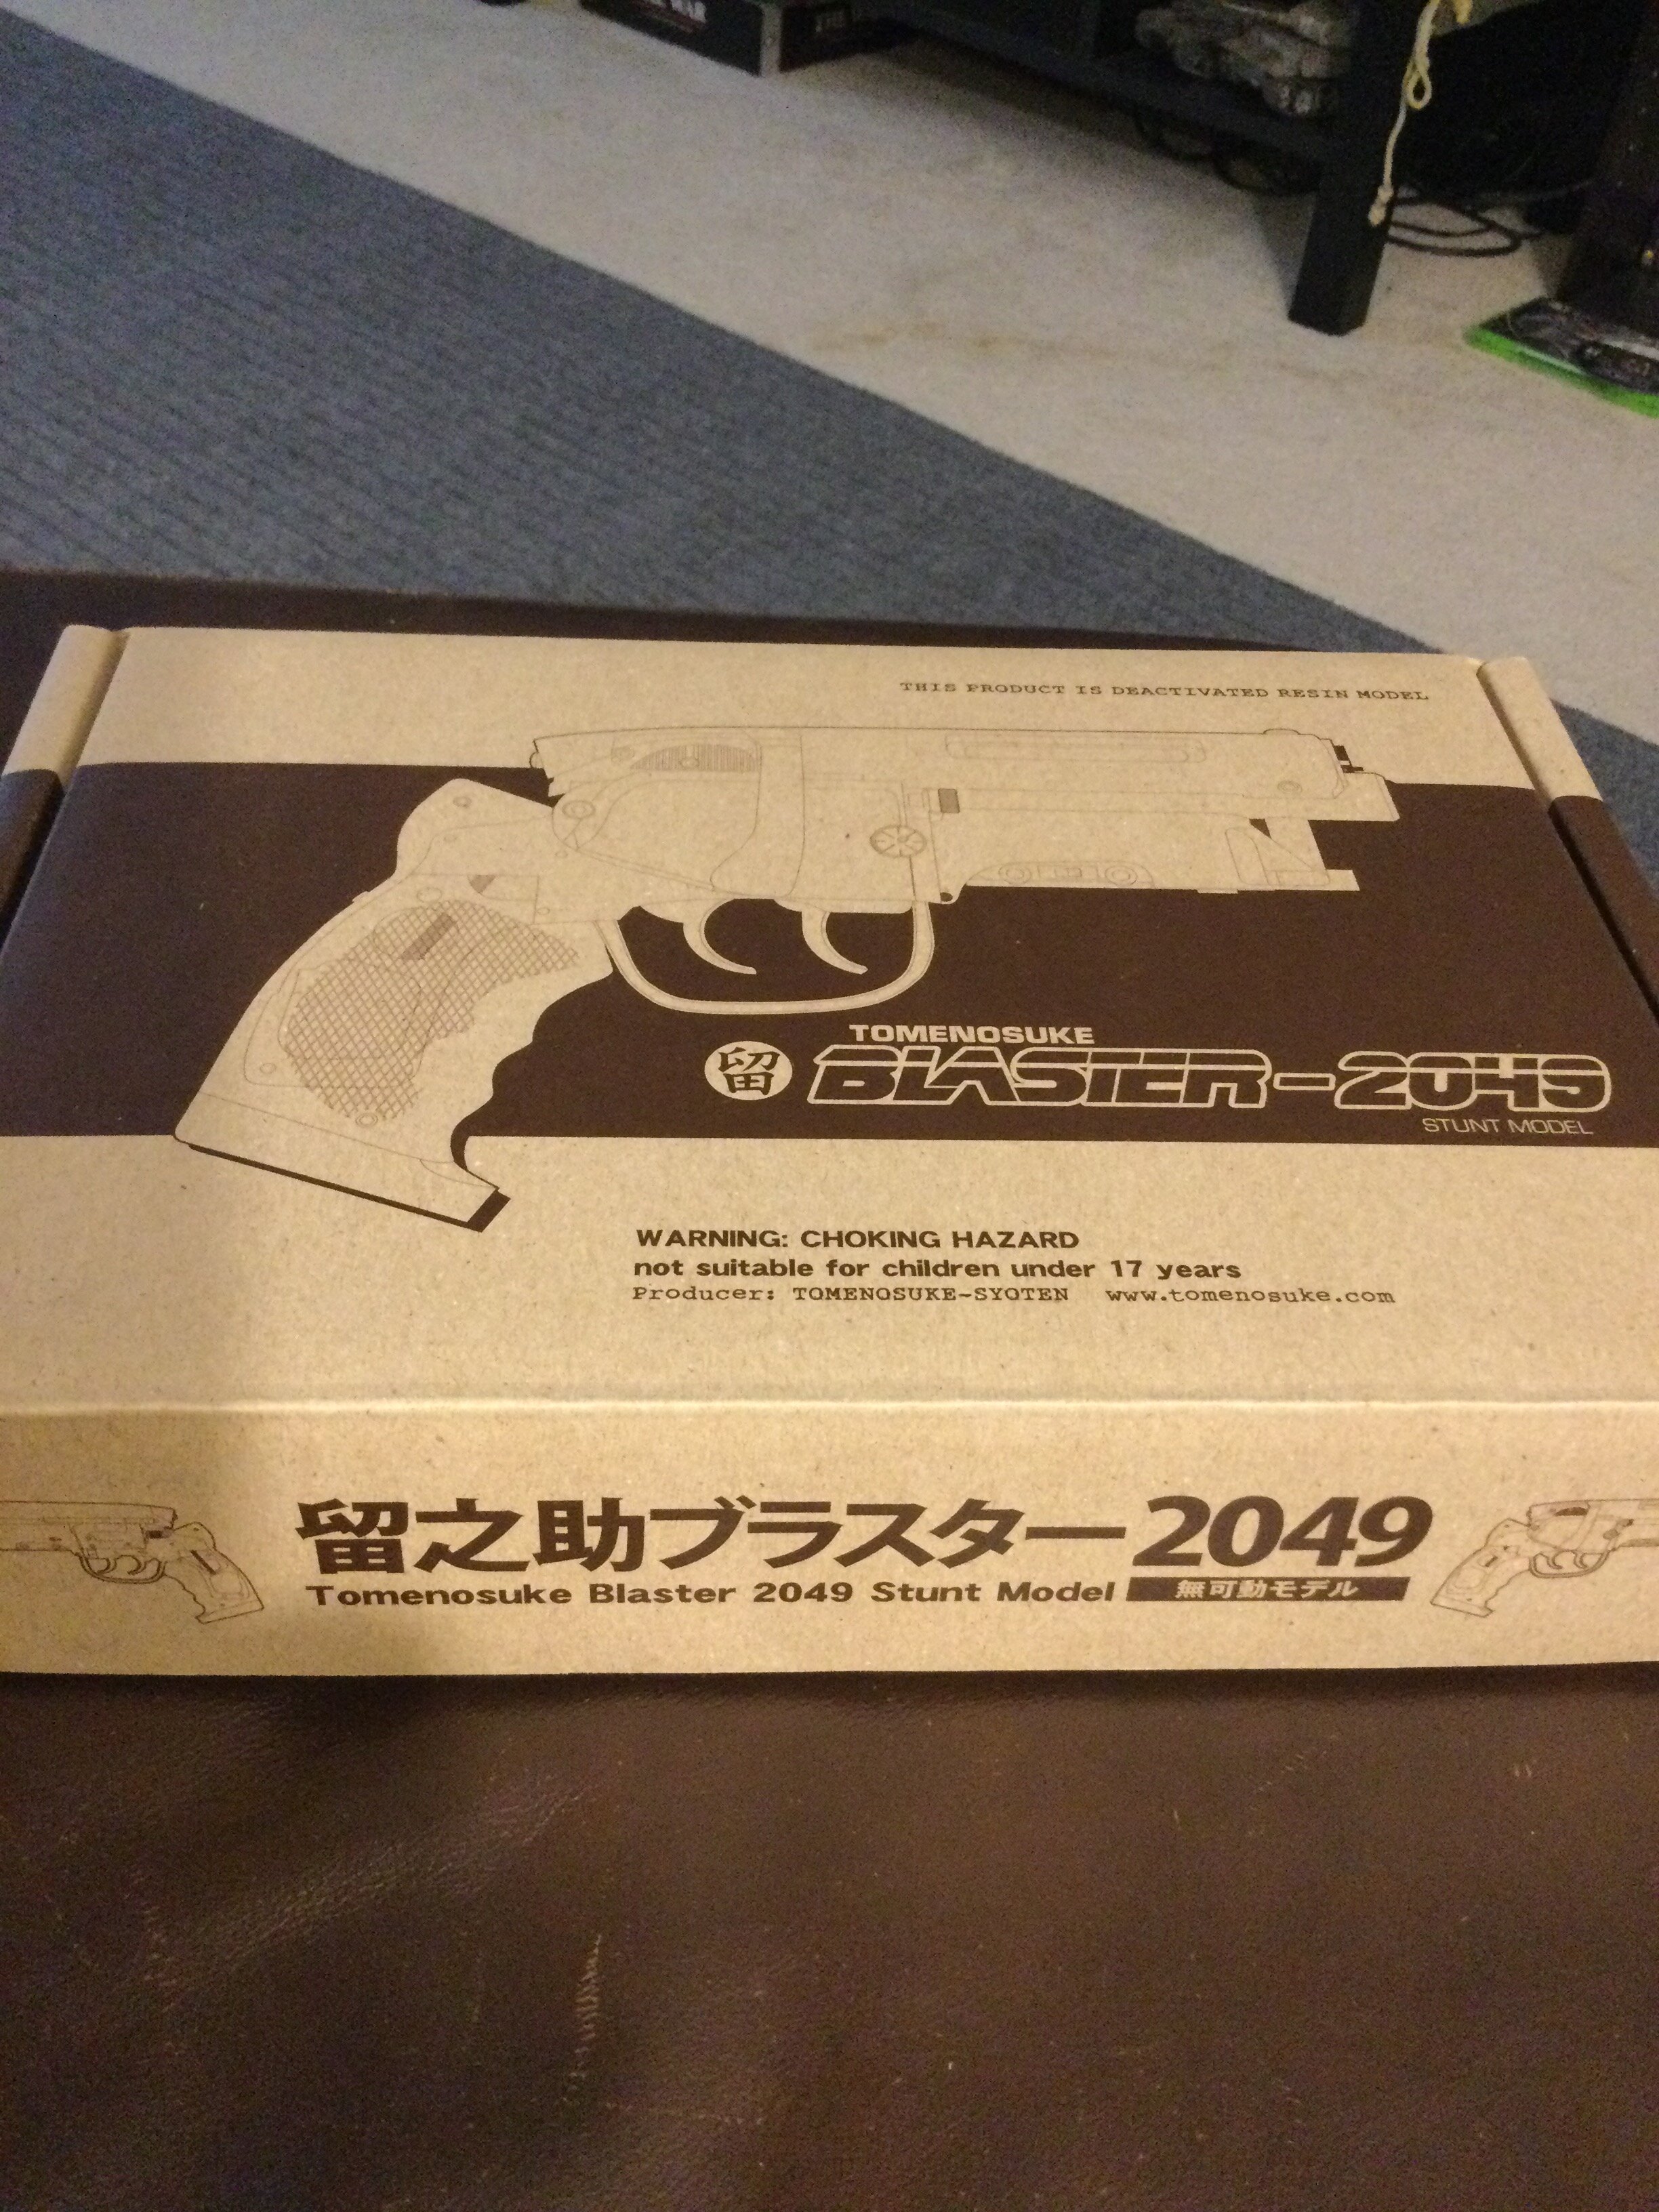 WAR
THIS PRODUCT IS DEACTIVATED RESIN MODEL
TOMENOSUKE
留 BLASTER-2049
STUNT MODEL
WARNING: CHOKING HAZARD
not suitable for children under 17 years
Producer: TOMENOSUKE-SYOTEN www.tomenosuke.com
留之助ブラスター2049
Tomenosuke Blaster 2049 Stunt Model 無可動モデル